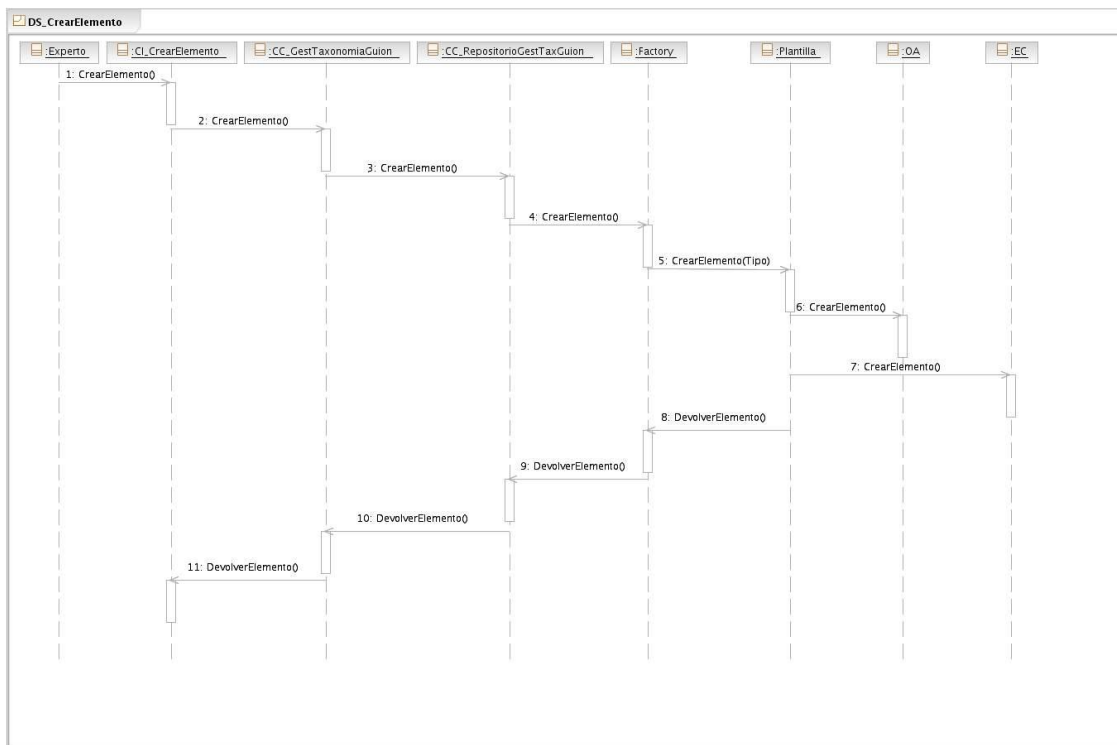 DS_CrearElemento
:Experto
:CI_CrearElemento
:CC_GestTaxonomiaGuion
:CC_RepositorioGestTaxGuion
:Factory
:Plantilla
:OA
:EC
1: CrearElemento()
2: CrearElemento()
3: CrearElemento()
4: CrearElemento()
5: CrearElemento(Tipo)
6: CrearElemento()
7: CrearElemento()
8: DevolverElemento()
9: DevolverElemento()
10: DevolverElemento()
11: DevolverElemento()